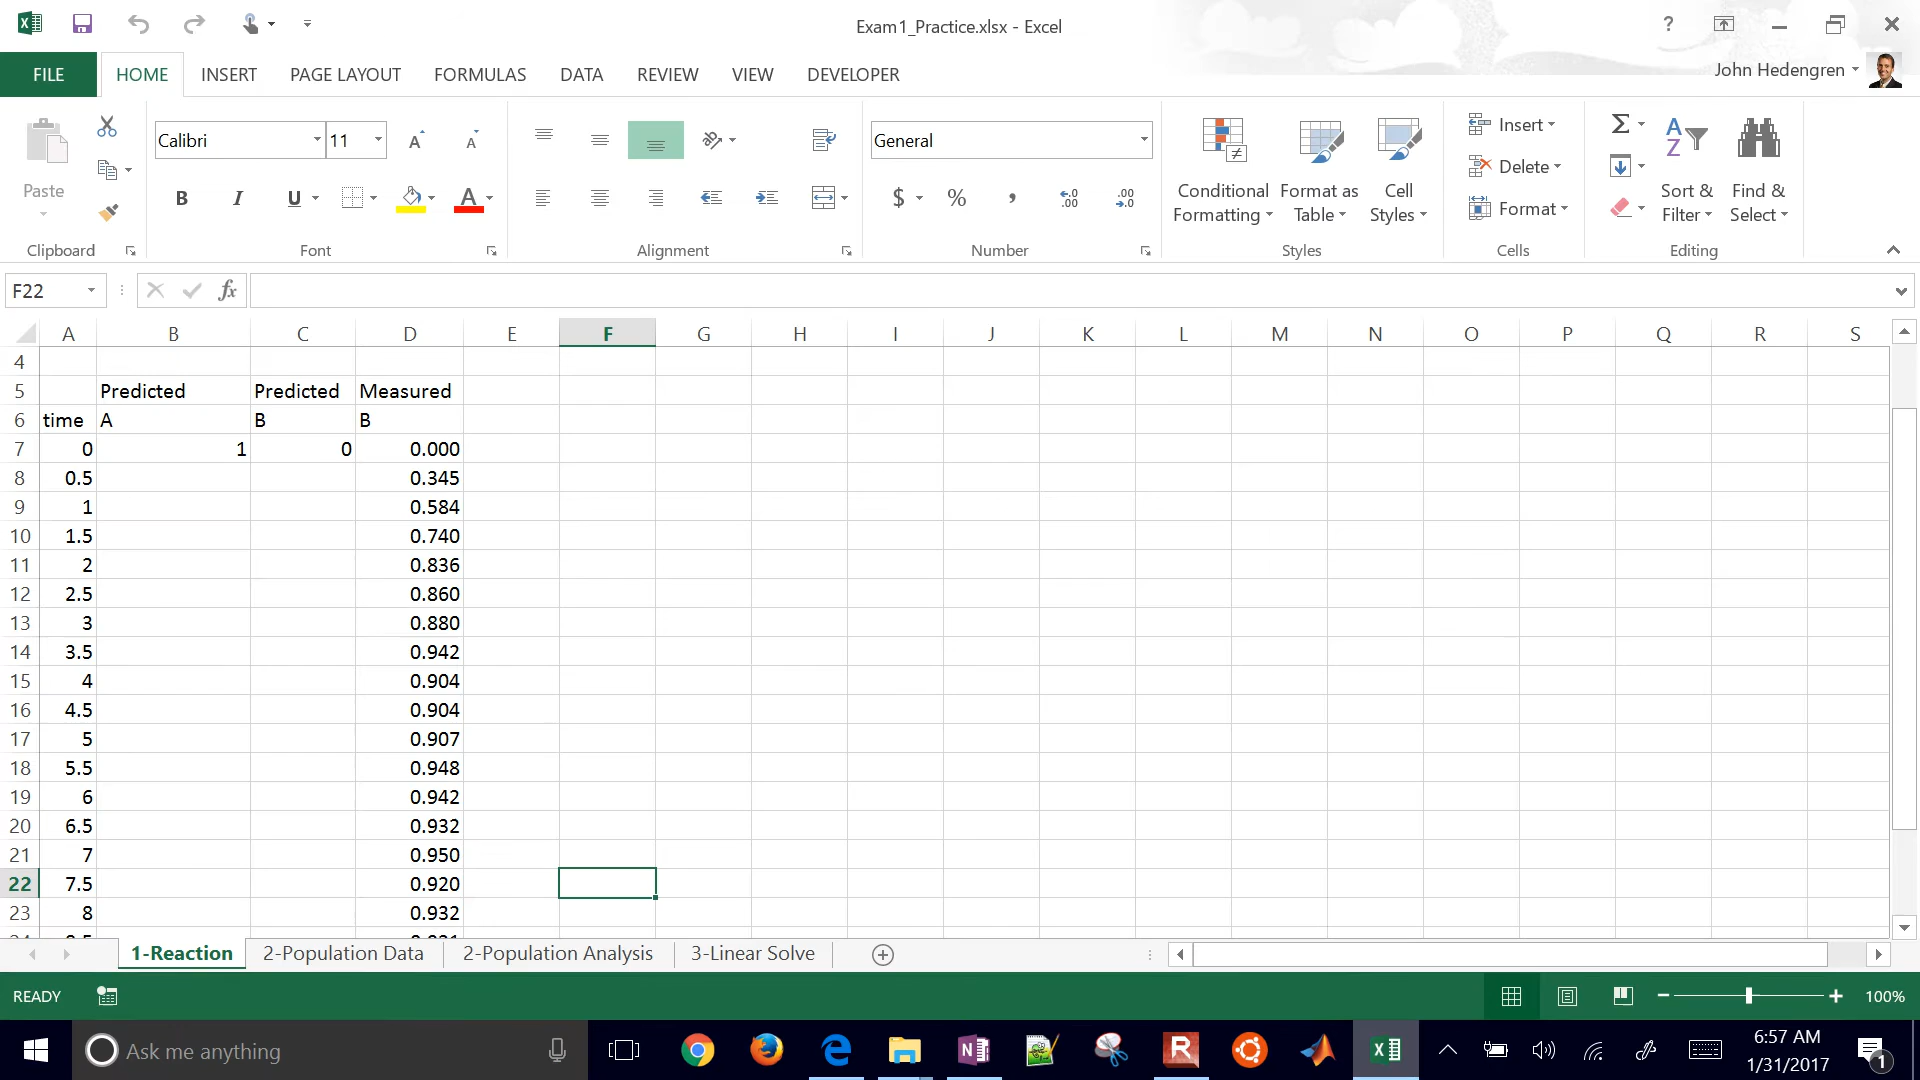 Exam1_Practice.xlsx - Excel
?
FILE HOME INSERT PAGE LAYOUT FORMULAS DATA REVIEW VIEW DEVELOPER
John Hedengren
Paste
Calibri 11 A A
B I U A
ab
General
$ % , .0 .00 .00 .0
Conditional Formatting
Format as Table
Cell Styles
Insert
Delete
Format
Σ
A Z
Sort & Filter
Find & Select
Clipboard Font Alignment Number Styles Cells Editing
F22 fx
A B C D E F G H I J K L M N O P Q R S
4
5 Predicted Predicted Measured
6 time A B B
7 0 1 0 0.000
8 0.5 0.345
9 1 0.584
10 1.5 0.740
11 2 0.836
12 2.5 0.860
13 3 0.880
14 3.5 0.942
15 4 0.904
16 4.5 0.904
17 5 0.907
18 5.5 0.948
19 6 0.942
20 6.5 0.932
21 7 0.950
22 7.5 0.920
23 8 0.932
1-Reaction 2-Population Data 2-Population Analysis 3-Linear Solve
READY 100%
Ask me anything
N
R
X
6:57 AM
1/31/2017
1